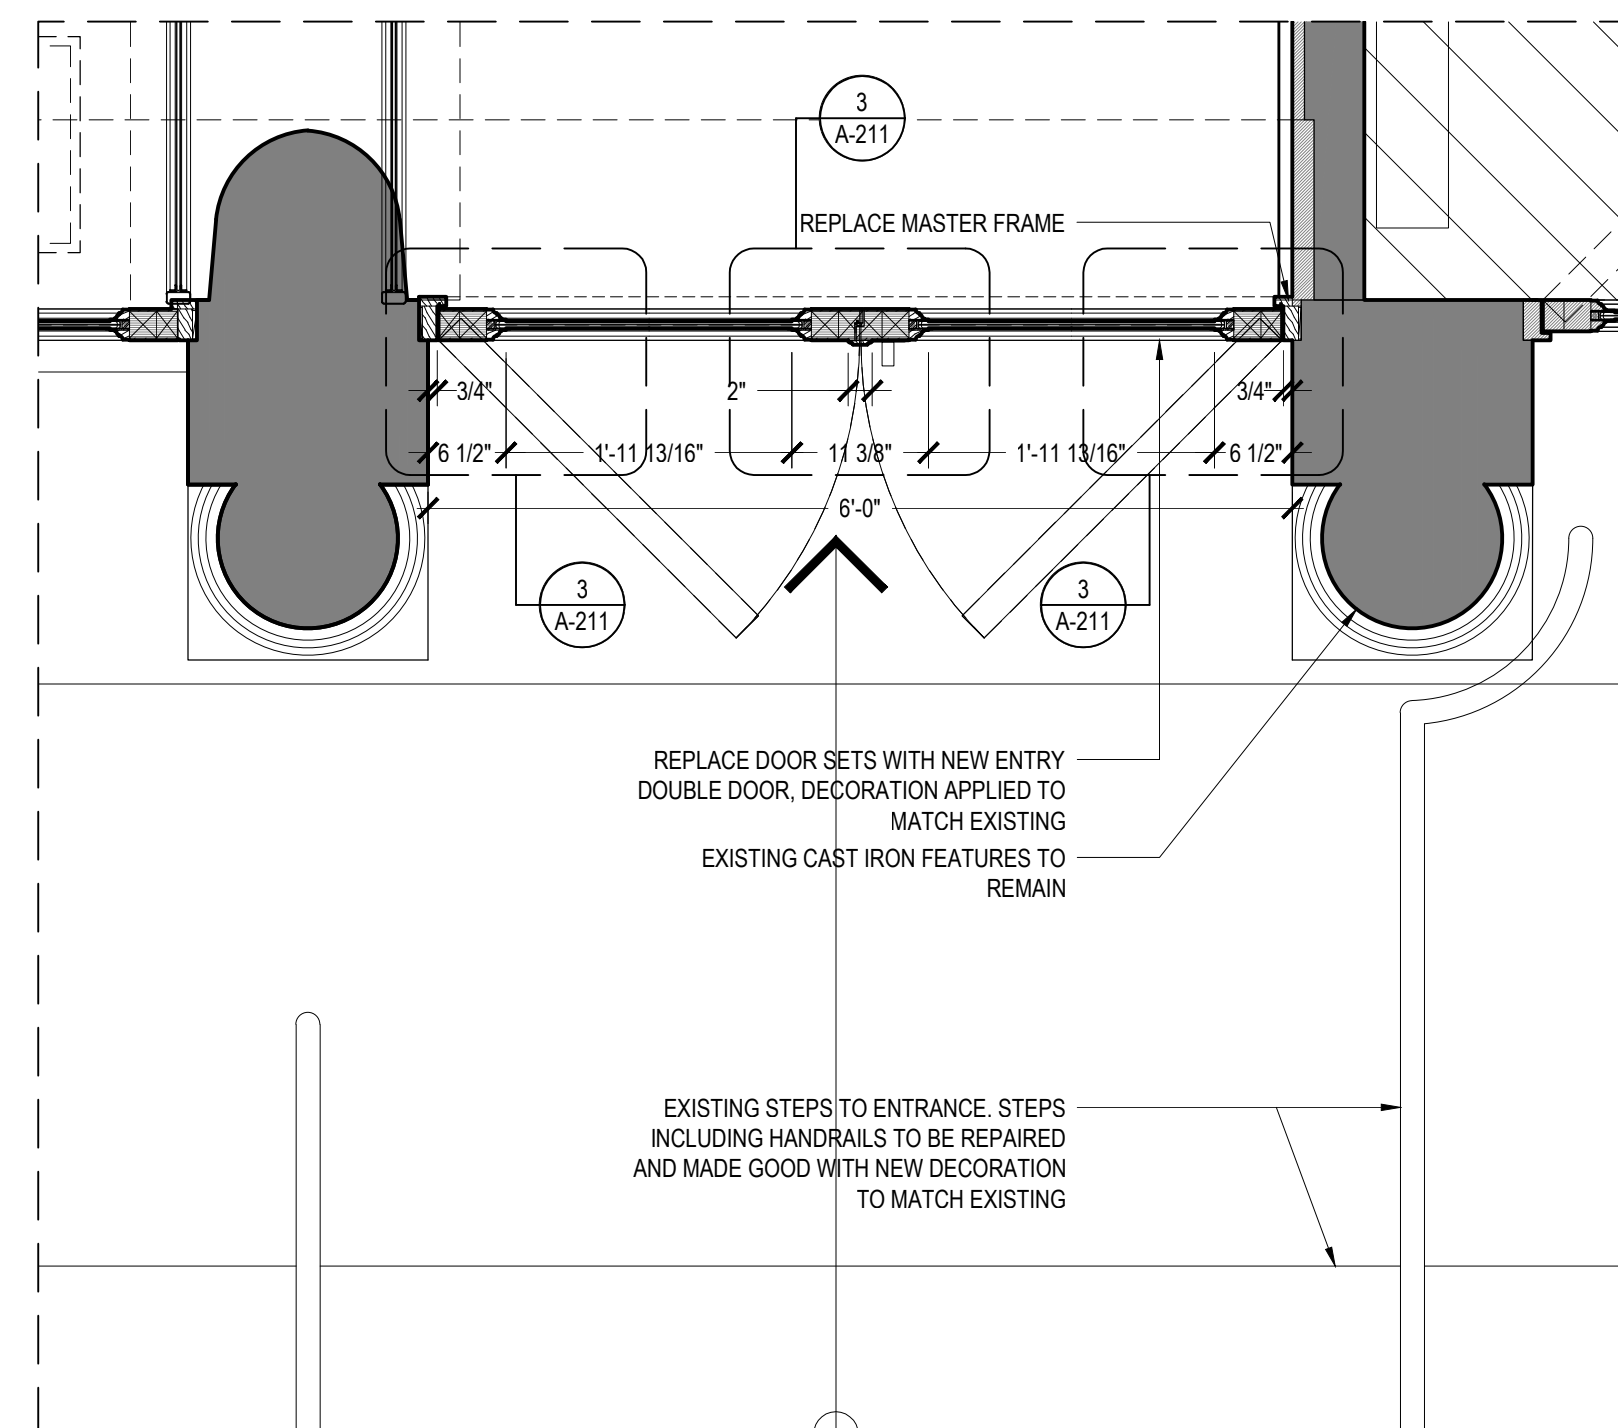 3
A-211
REPLACE MASTER FRAME
3/4"
2"
3/4"
6 1/2"
1'-11 13/16"
11 3/8"
1'-11 13/16"
6 1/2"
6'-0"
3
A-211
3
A-211
REPLACE DOOR SETS WITH NEW ENTRY
DOUBLE DOOR, DECORATION APPLIED TO
MATCH EXISTING
EXISTING CAST IRON FEATURES TO
REMAIN
EXISTING STEPS TO ENTRANCE. STEPS
INCLUDING HANDRAILS TO BE REPAIRED
AND MADE GOOD WITH NEW DECORATION
TO MATCH EXISTING